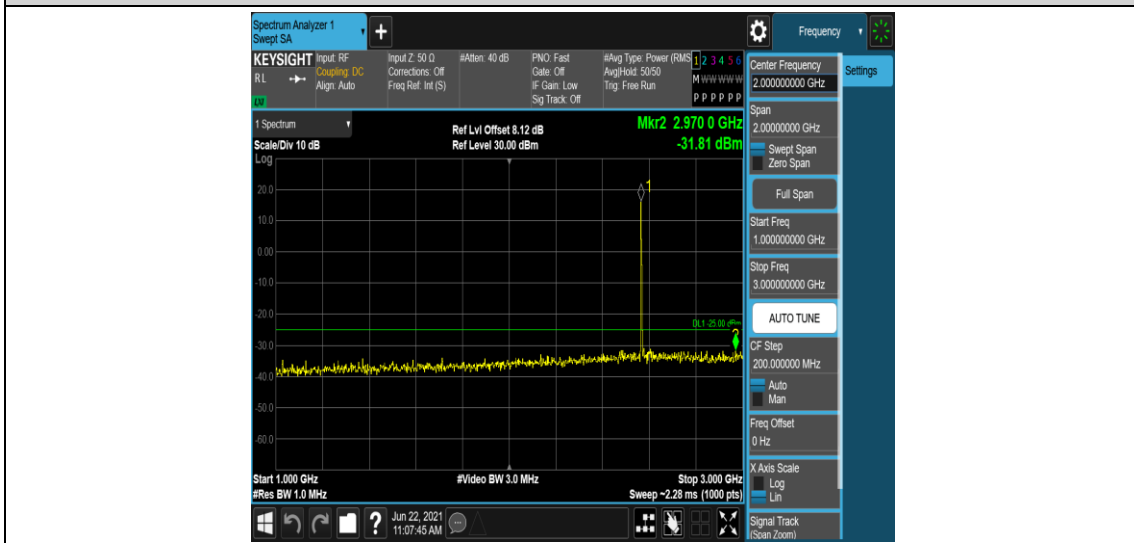 Spectrum Analyzer 1
Swept SA
+
Frequency
KEYSIGHT
RL
LXI
Input: RF
Coupling: DC
Align: Auto
Input Z: 50 Ω
Corrections: Off
Freq Ref: Int (S)
#Atten: 40 dB
PNO: Fast
Gate: Off
IF Gain: Low
Sig Track: Off
#Avg Type: Power (RMS
Avg|Hold: 50/50
Trig: Free Run
1 2 3 4 5 6
M W W W W W
P P P P P P
1 Spectrum
Scale/Div 10 dB
Ref Lvl Offset 8.12 dB
Ref Level 30.00 dBm
Mkr2 2.970 0 GHz
-31.81 dBm
Log
20.0
10.0
0.00
-10.0
-20.0
-30.0
-40.0
-50.0
-60.0
1
DL1 -25.00 dBm
2
Start 1.000 GHz
#Res BW 1.0 MHz
#Video BW 3.0 MHz
Stop 3.000 GHz
Sweep ~2.28 ms (1000 pts)
Center Frequency
2.000000000 GHz
Settings
Span
2.00000000 GHz
Swept Span
Zero Span
Full Span
Start Freq
1.000000000 GHz
Stop Freq
3.000000000 GHz
AUTO TUNE
CF Step
200.000000 MHz
Auto
Man
Freq Offset
0 Hz
X Axis Scale
Log
Lin
Signal Track
(Span Zoom)
?
Jun 22, 2021
11:07:45 AM